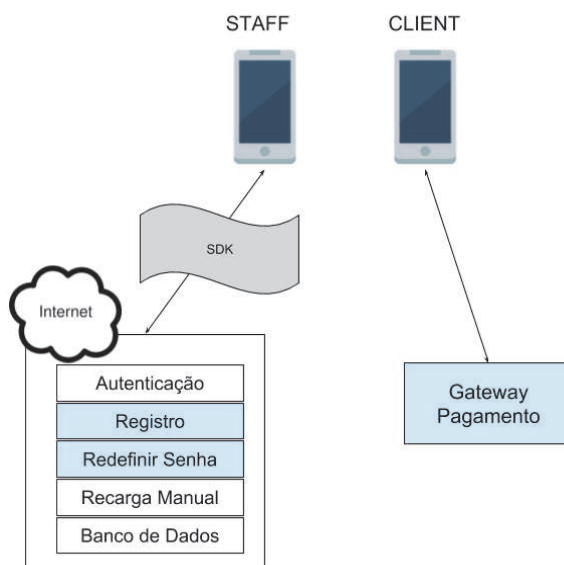 STAFF
CLIENT
SDK
Internet
Autenticação
Registro
Redefinir Senha
Recarga Manual
Banco de Dados
Gateway
Pagamento